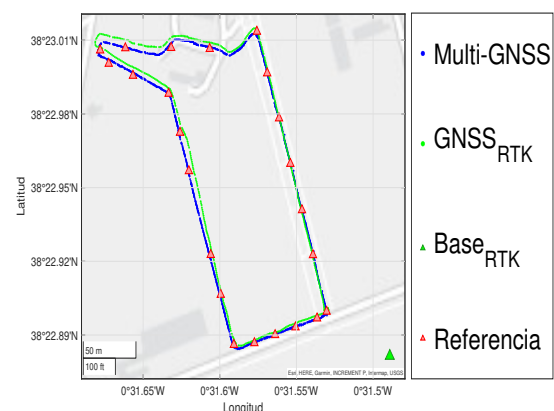 38°23.01'N
38°22.98'N
38°22.95'N
38°22.92'N
38°22.89'N
Latitud
50 m
100 ft
Esri, HERE, Garmin, INCREMENT P, Intermap, USGS
0°31.65'W
0°31.6'W
0°31.55'W
0°31.5'W
Longitud
Multi-GNSS
GNSS_RTK
Base_RTK
Referencia